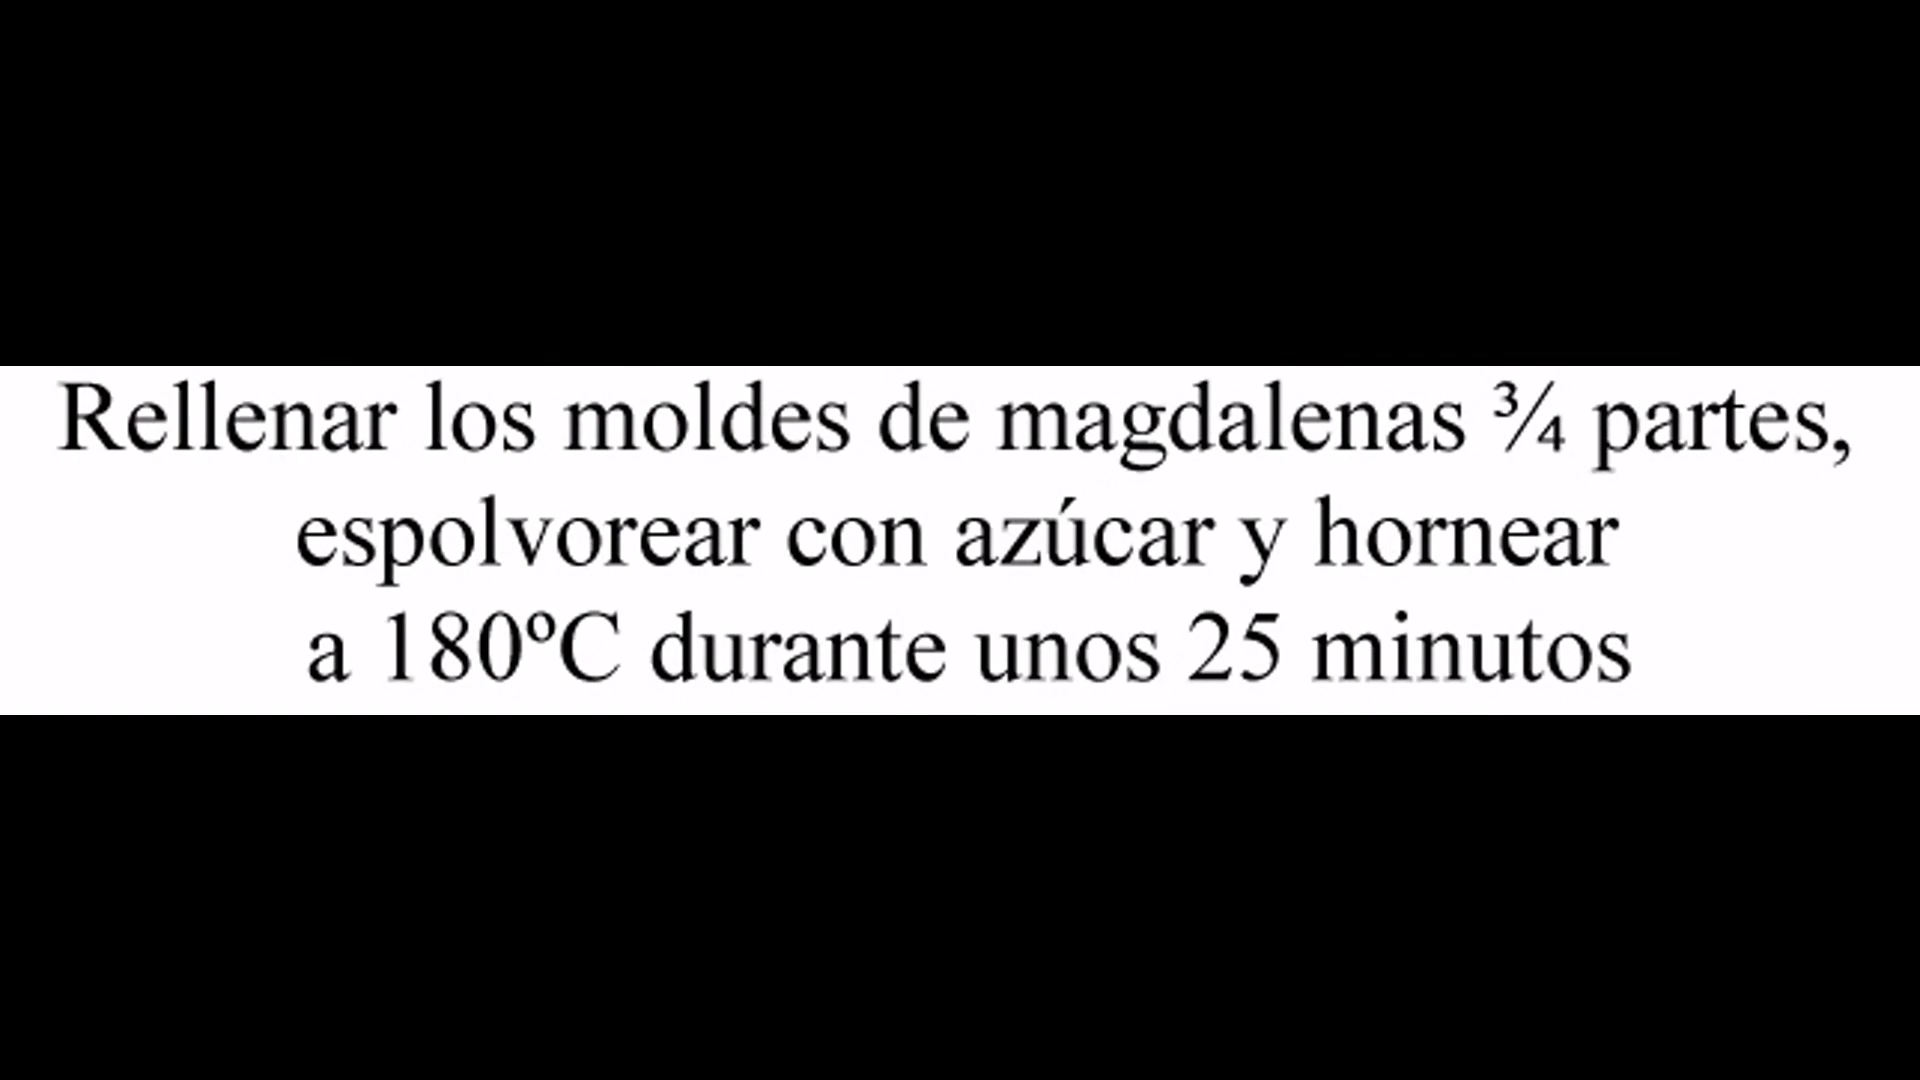 Rellenar los moldes de magdalenas ¾ partes,
espolvorear con azúcar y hornear
a 180ºC durante unos 25 minutos